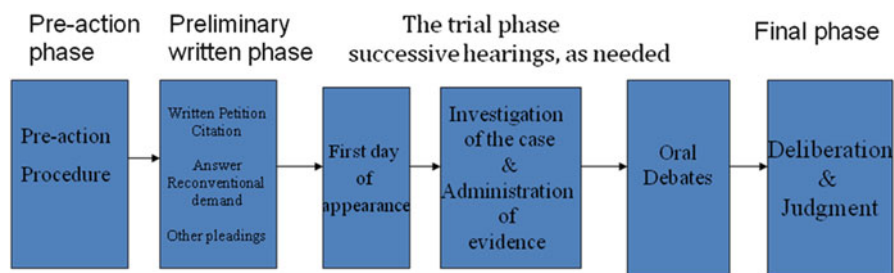 Pre-action
phase
Preliminary
written phase
The trial phase
successive hearings, as needed
Final phase
Pre-action
Procedure
Written Petition
Citation
Answer
Reconventional
demand
Other pleadings
First day
of
appearance
Investigation
of the case
&
Administration
of
evidence
Oral
Debates
Deliberation
&
Judgment